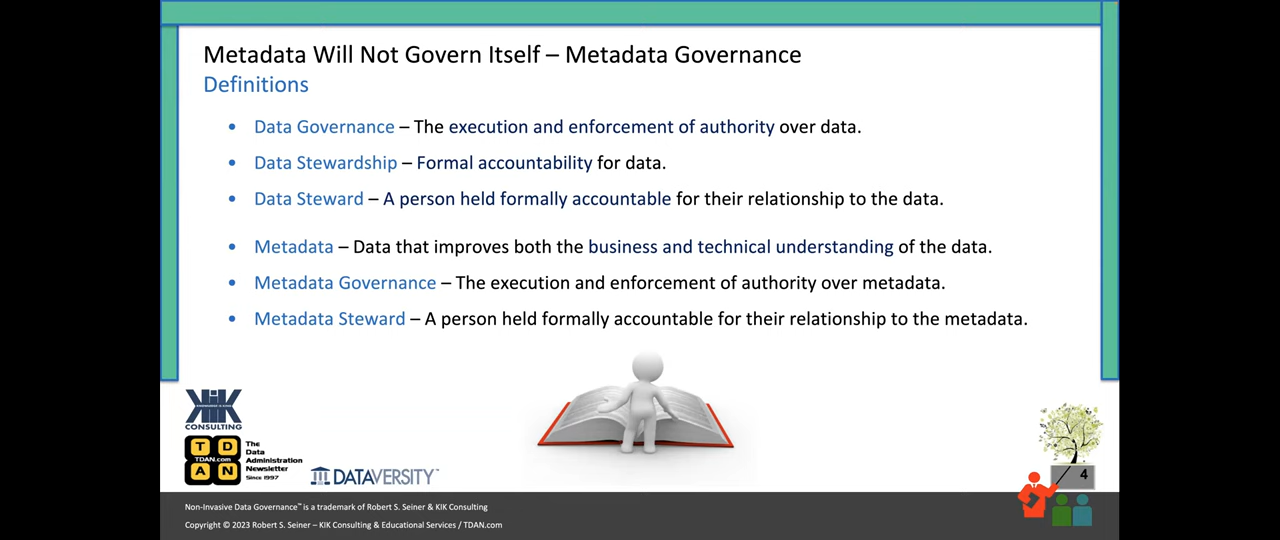 Metadata Will Not Govern Itself – Metadata Governance
Definitions
• Data Governance – The execution and enforcement of authority over data.
• Data Stewardship – Formal accountability for data.
• Data Steward – A person held formally accountable for their relationship to the data.
• Metadata – Data that improves both the business and technical understanding of the data.
• Metadata Governance – The execution and enforcement of authority over metadata.
• Metadata Steward – A person held formally accountable for their relationship to the metadata.
KIK
CONSULTING
T D
TDAN.com
A N
The
Data
Administration
Newsletter
Since 1997
DATAVERSITY™
4
Non-Invasive Data Governance™ is a trademark of Robert S. Seiner & KIK Consulting
Copyright © 2023 Robert S. Seiner – KIK Consulting & Educational Services / TDAN.com